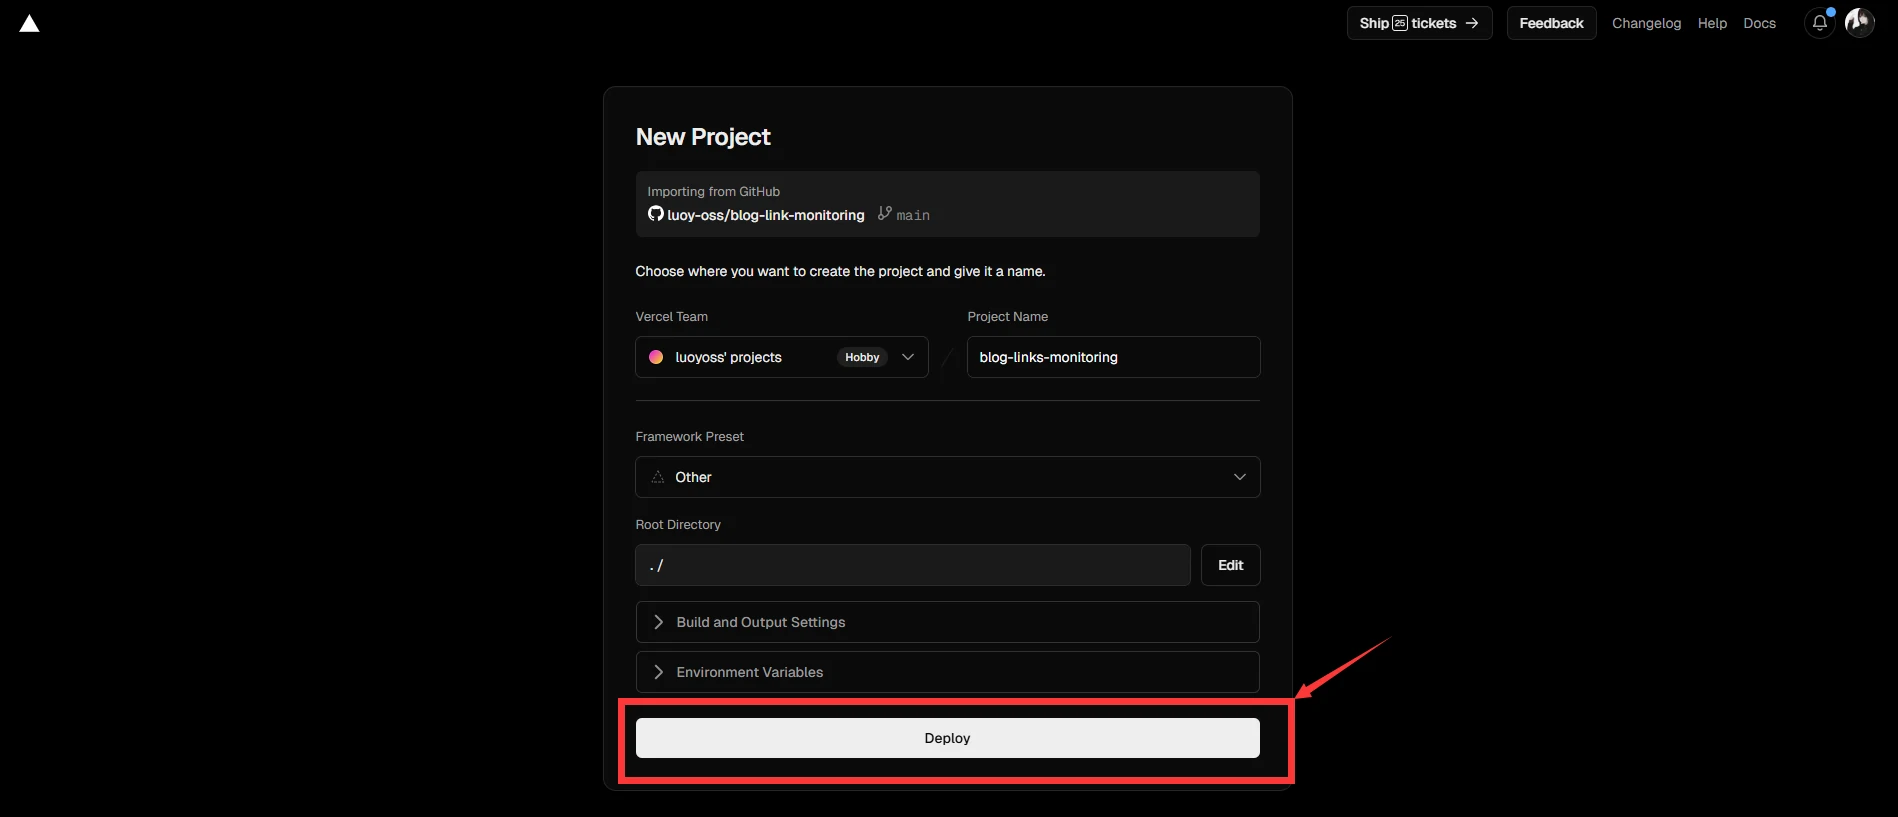 Ship 25 tickets → Feedback Changelog Help Docs
New Project
Importing from GitHub
luoy-oss/blog-link-monitoring main
Choose where you want to create the project and give it a name.
Vercel Team Project Name
luoyoss' projects Hobby blog-links-monitoring
Framework Preset
Other
Root Directory
./ Edit
Build and Output Settings
Environment Variables
Deploy